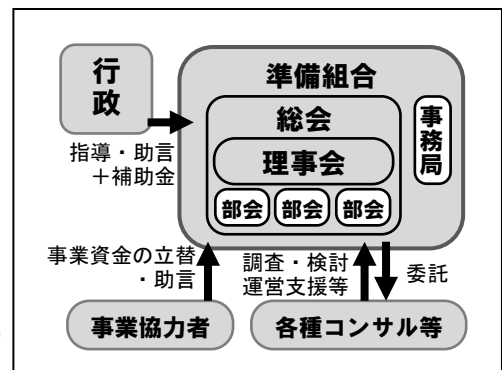 行
政
準備組合
総会
理事会
部会 部会 部会
事務局
指導・助言
＋補助金
事業資金の立替
・助言
調査・検討
運営支援等
委託
事業協力者
各種コンサル等